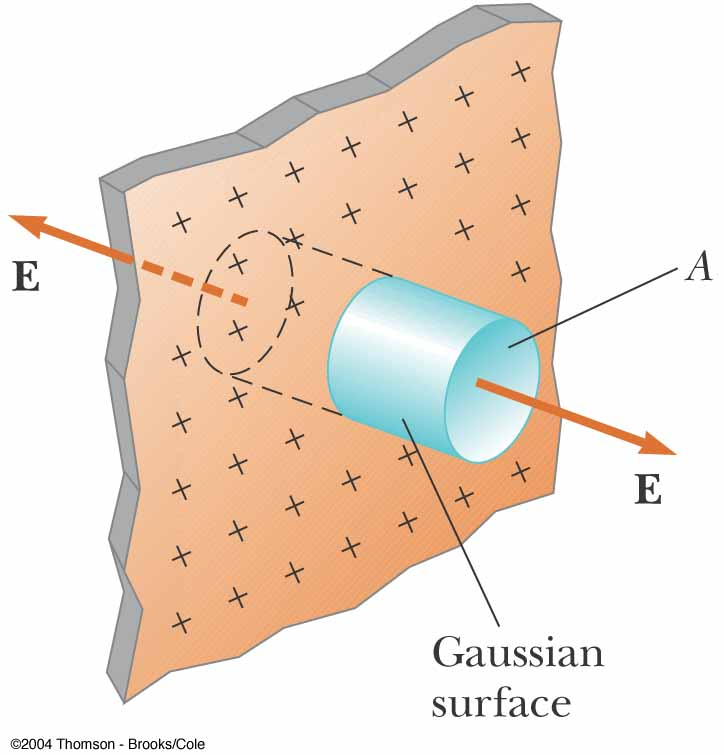 E
A
E
Gaussian
surface
©2004 Thomson - Brooks/Cole